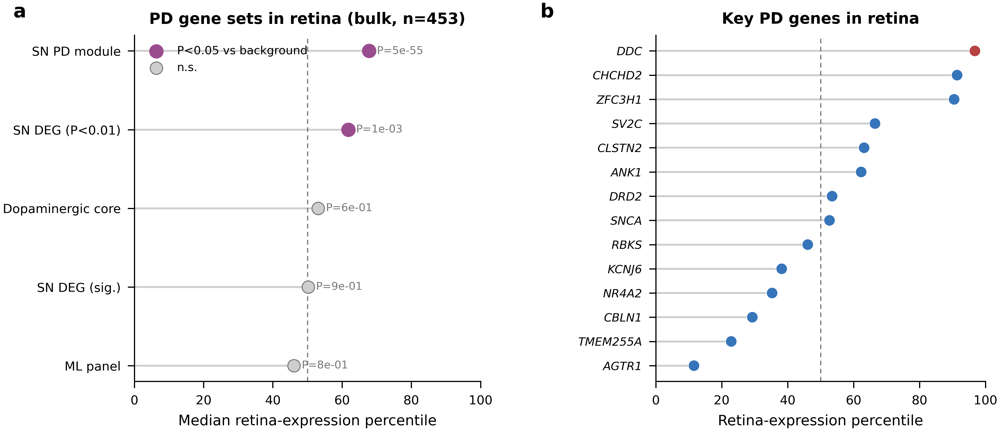 a
PD gene sets in retina (bulk, n=453)
SN PD module
P<0.05 vs background
P=5e-55
n.s.
SN DEG (P<0.01)
P=1e-03
Dopaminergic core
P=6e-01
SN DEG (sig.)
P=9e-01
ML panel
P=8e-01
0 20 40 60 80 100
Median retina-expression percentile
b
Key PD genes in retina
DDC
CHCHD2
ZFC3H1
SV2C
CLSTN2
ANK1
DRD2
SNCA
RBKS
KCNJ6
NR4A2
CBLN1
TMEM255A
AGTR1
0 20 40 60 80 100
Retina-expression percentile